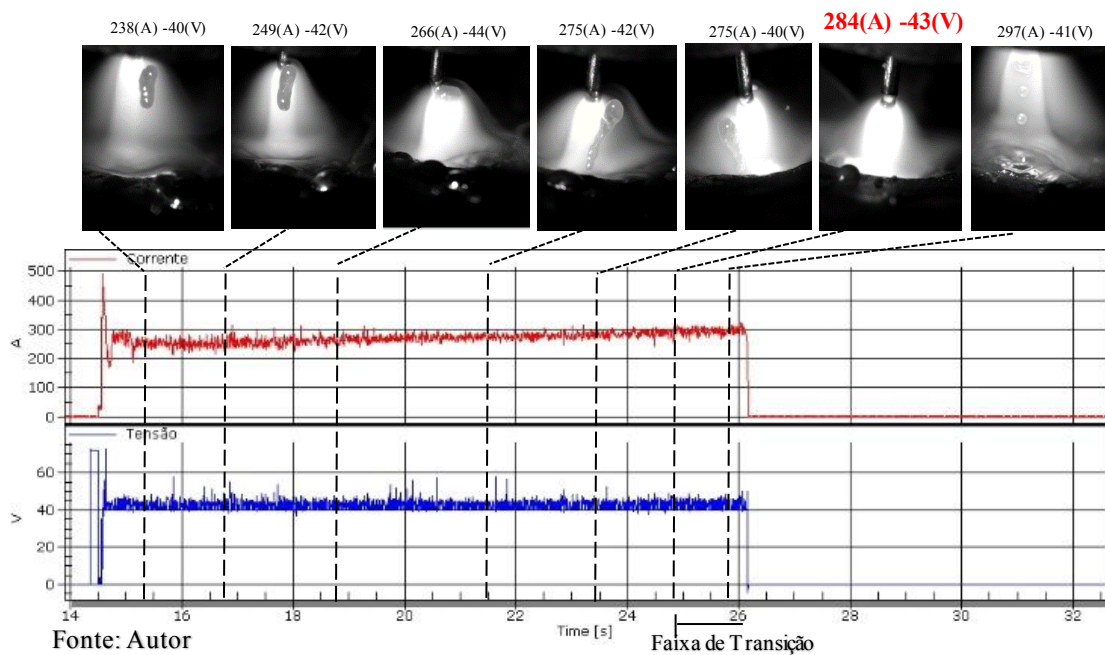 238(A) -40(V)
249(A) -42(V)
266(A) -44(V)
275(A) -42(V)
275(A) -40(V)
284(A) -43(V)
297(A) -41(V)
Corrente
500
400
300
200
100
0
A
Tensão
60
40
20
0
V
14 16 18 20 22 24 26 28 30 32
Time [s]
Fonte: Autor
Faixa de Transição